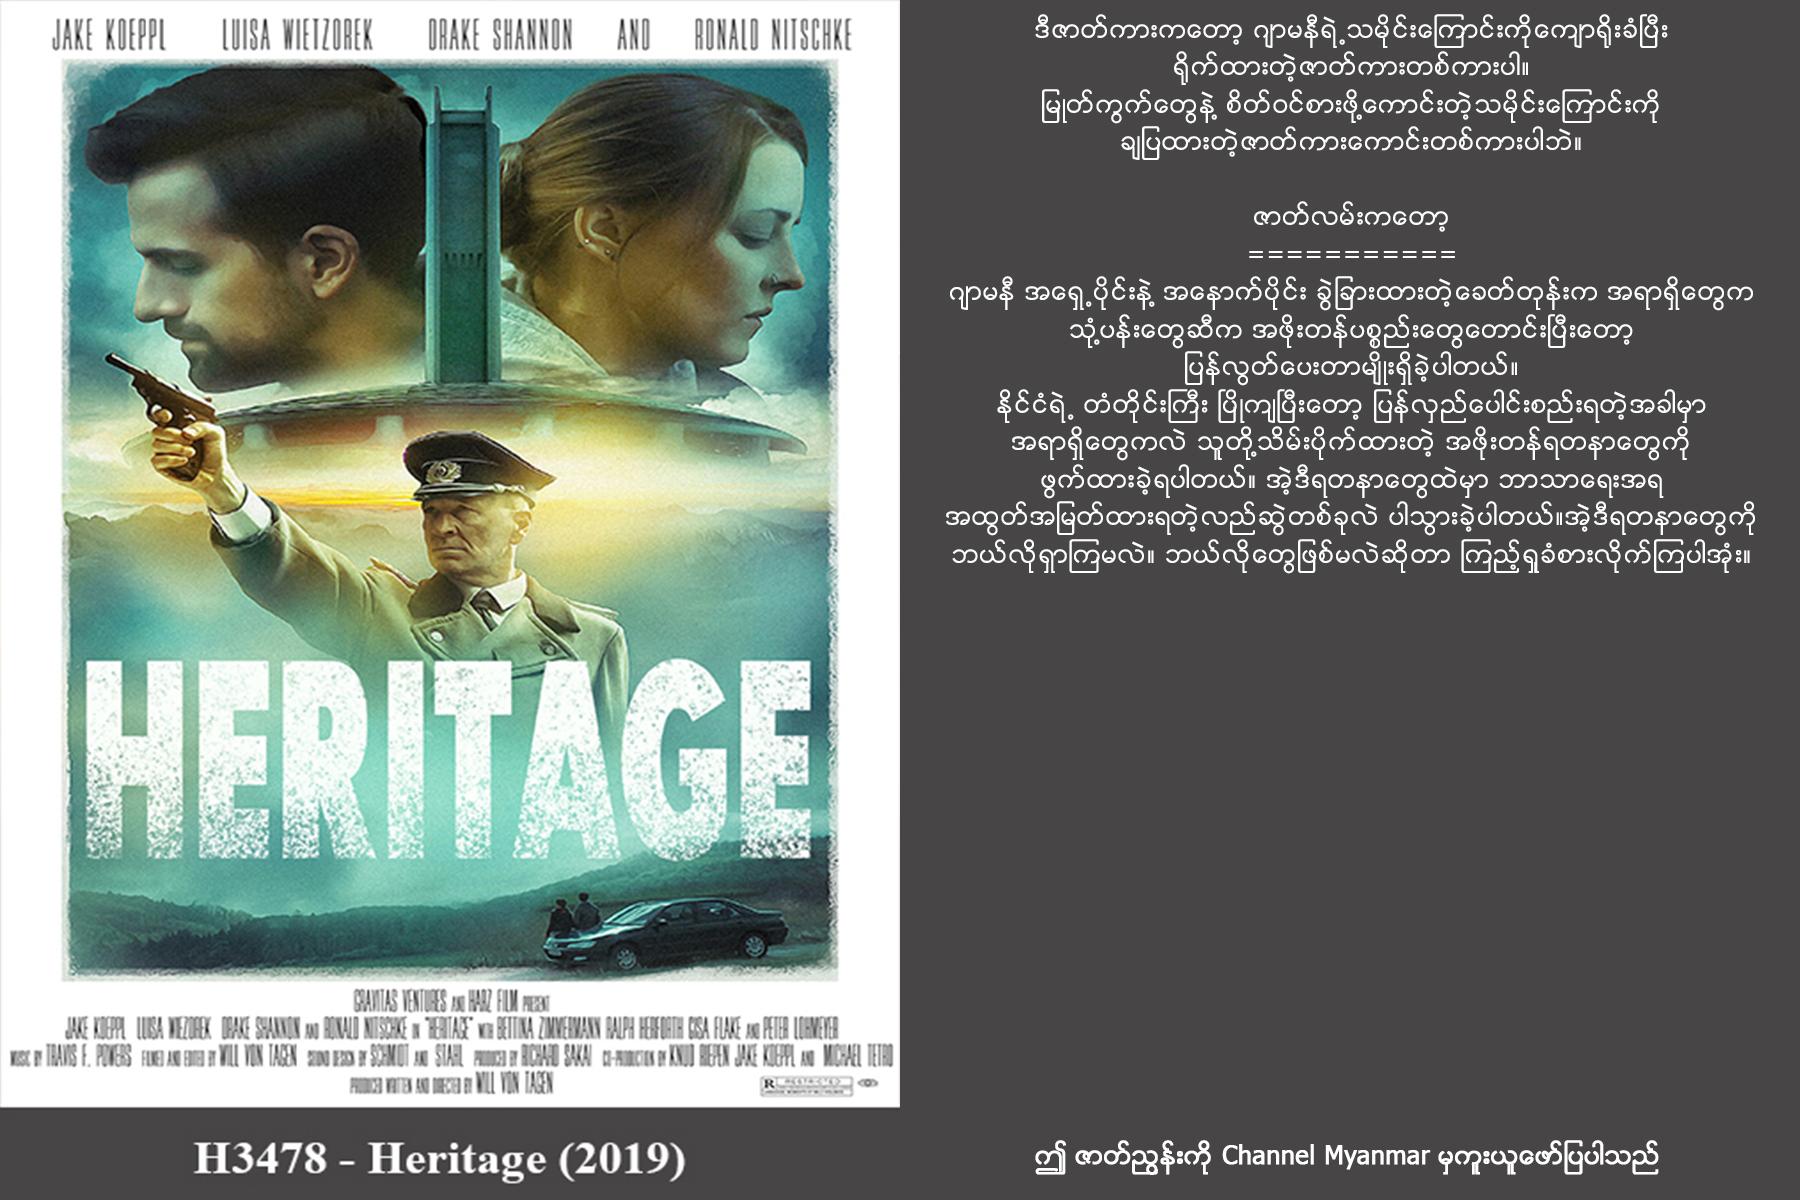 JAKE KOEPPL LUISA WIETZOREK DRAKE SHANNON AND RONALD NITSCHKE
HERITAGE
GRAVITAS VENTURES AND HARZ FILM PRESENT
JAKE KOEPPL LUISA WIEZOREK DRAKE SHANNON AND RONALD NITSCHKE IN "HERITAGE" WITH BETTINA ZIMMERMANN RALPH HERFORTH GISA FLAKE AND PETER LOHMEYER
MUSIC BY TRAVIS F. POWERS FILMED AND EDITED BY WILL VON TAGEN SOUND DESIGN BY SCHMIDT AND STAHL PRODUCED BY RICHARD SAKAI CO-PRODUCTION BY KNUD RIEPEN JAKE KOEPPL AND MICHAEL TETRO
PRODUCED WRITTEN AND DIRECTED BY WILL VON TAGEN
R RESTRICTED
H3478 - Heritage (2019)
ဒီဇာတ်ကားကတော့ ဂျာမနီရဲ့သမိုင်းကြောင်းကိုကျောရိုးခံပြီး
ရိုက်ထားတဲ့ဇာတ်ကားတစ်ကားပါ။
မြုတ်ကွက်တွေနဲ့ စိတ်ဝင်စားဖို့ကောင်းတဲ့သမိုင်းကြောင်းကို
ချပြထားတဲ့ဇာတ်ကားကောင်းတစ်ကားပါဘဲ။
ဇာတ်လမ်းကတော့
===========
ဂျာမနီ အရှေ့ပိုင်းနဲ့ အနောက်ပိုင်း ခွဲခြားထားတဲ့ခေတ်တုန်းက အရာရှိတွေက
သုံ့ပန်းတွေဆီက အဖိုးတန်ပစ္စည်းတွေတောင်းပြီးတော့
ပြန်လွတ်ပေးတာမျိုးရှိခဲ့ပါတယ်။
နိုင်ငံရဲ့ တံတိုင်းကြီး ပြိုကျပြီးတော့ ပြန်လှည်ပေါင်းစည်းရတဲ့အခါမှာ
အရာရှိတွေကလဲ သူတို့သိမ်းပိုက်ထားတဲ့ အဖိုးတန်ရတနာတွေကို
ဖွက်ထားခဲ့ရပါတယ်။ အဲ့ဒီရတနာတွေထဲမှာ ဘာသာရေးအရ
အထွတ်အမြတ်ထားရတဲ့လည်ဆွဲတစ်ခုလဲ ပါသွားခဲ့ပါတယ်။အဲ့ဒီရတနာတွေကို
ဘယ်လိုရှာကြမလဲ။ ဘယ်လိုတွေဖြစ်မလဲဆိုတာ ကြည့်ရှုခံစားလိုက်ကြပါအုံး။
ဤ ဇာတ်ညွှန်းကို Channel Myanmar မှကူးယူဖော်ပြပါသည်